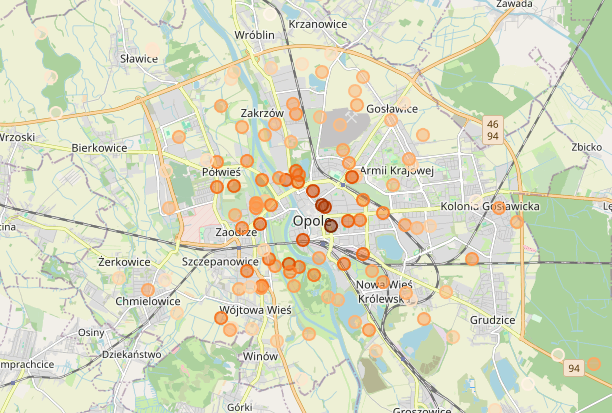 Zawada
Krzanowice
Wróblin
Sławice
Zakrzów
Gosławice
46
94
Wrzoski
Bierkowice
Zbicko
Półwieś
Armii Krajowej
Kolonia Gosławicka
Opole
Zaodrze
Żerkowice
Szczepanowice
Chmielowice
Nowa Wieś
Królewska
Wójtowa Wieś
Grudzice
Osiny
Dziekaństwo
Winów
94
Górki
Groszowice